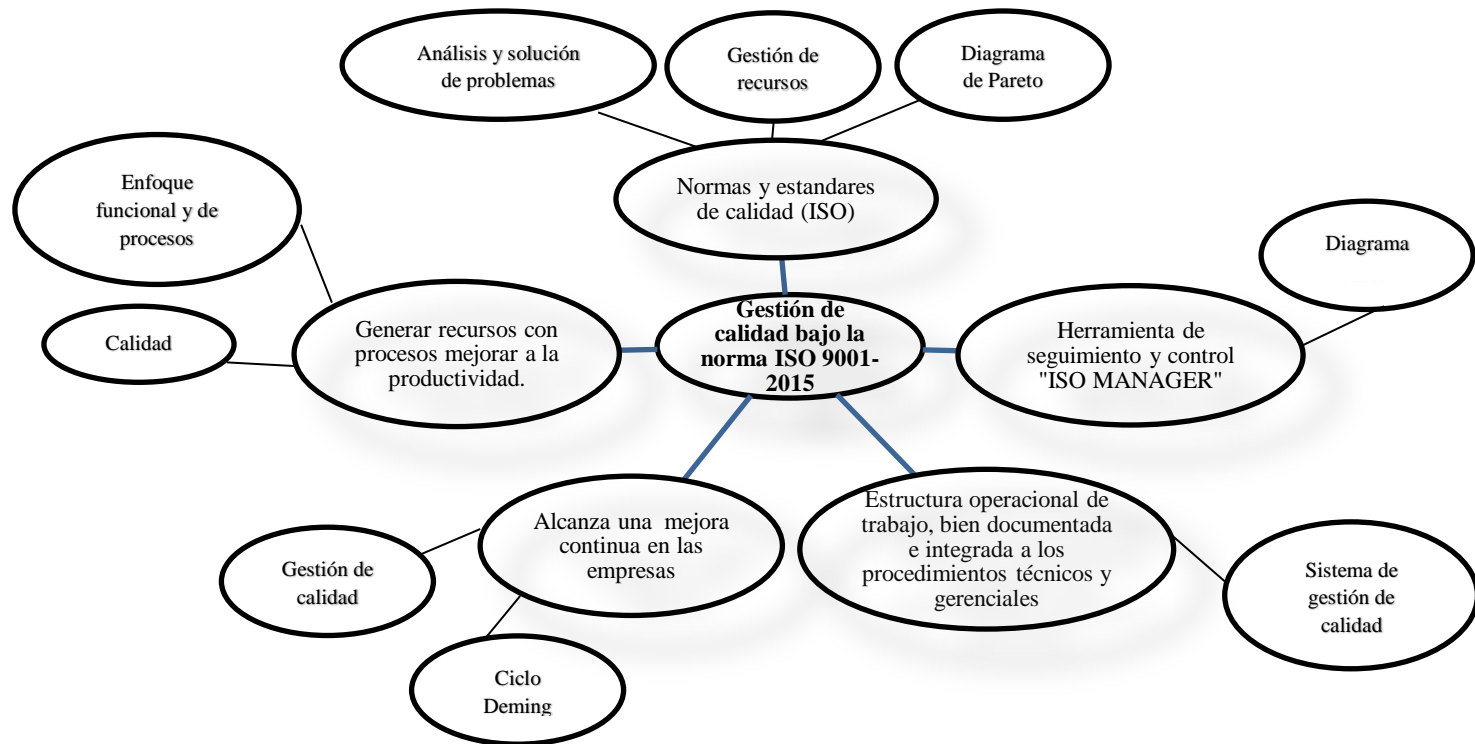 Análisis y solución
de problemas
Gestión de
recursos
Diagrama
de Pareto
Enfoque
funcional y de
procesos
Normas y estandares
de calidad (ISO)
Diagrama
Calidad
Generar recursos con
procesos mejorar a la
productividad.
Gestión de
calidad bajo la
norma ISO 9001-
2015
Herramienta de
seguimiento y control
"ISO MANAGER"
Alcanza una mejora
continua en las
empresas
Estructura operacional de
trabajo, bien documentada
e integrada a los
procedimientos técnicos y
gerenciales
Gestión de
calidad
Sistema de
gestión de
calidad
Ciclo
Deming